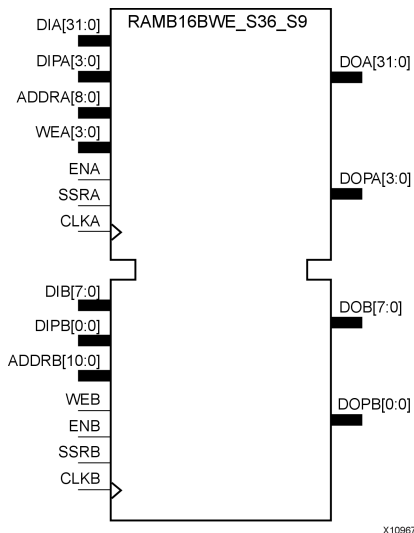 RAMB16BWE_S36_S9
DIA[31:0]
DIPA[3:0]
ADDRA[8:0]
WEA[3:0]
ENA
SSRA
CLKA
DOA[31:0]
DOPA[3:0]
DIB[7:0]
DIPB[0:0]
ADDRB[10:0]
WEB
ENB
SSRB
CLKB
DOB[7:0]
DOPB[0:0]
X10967